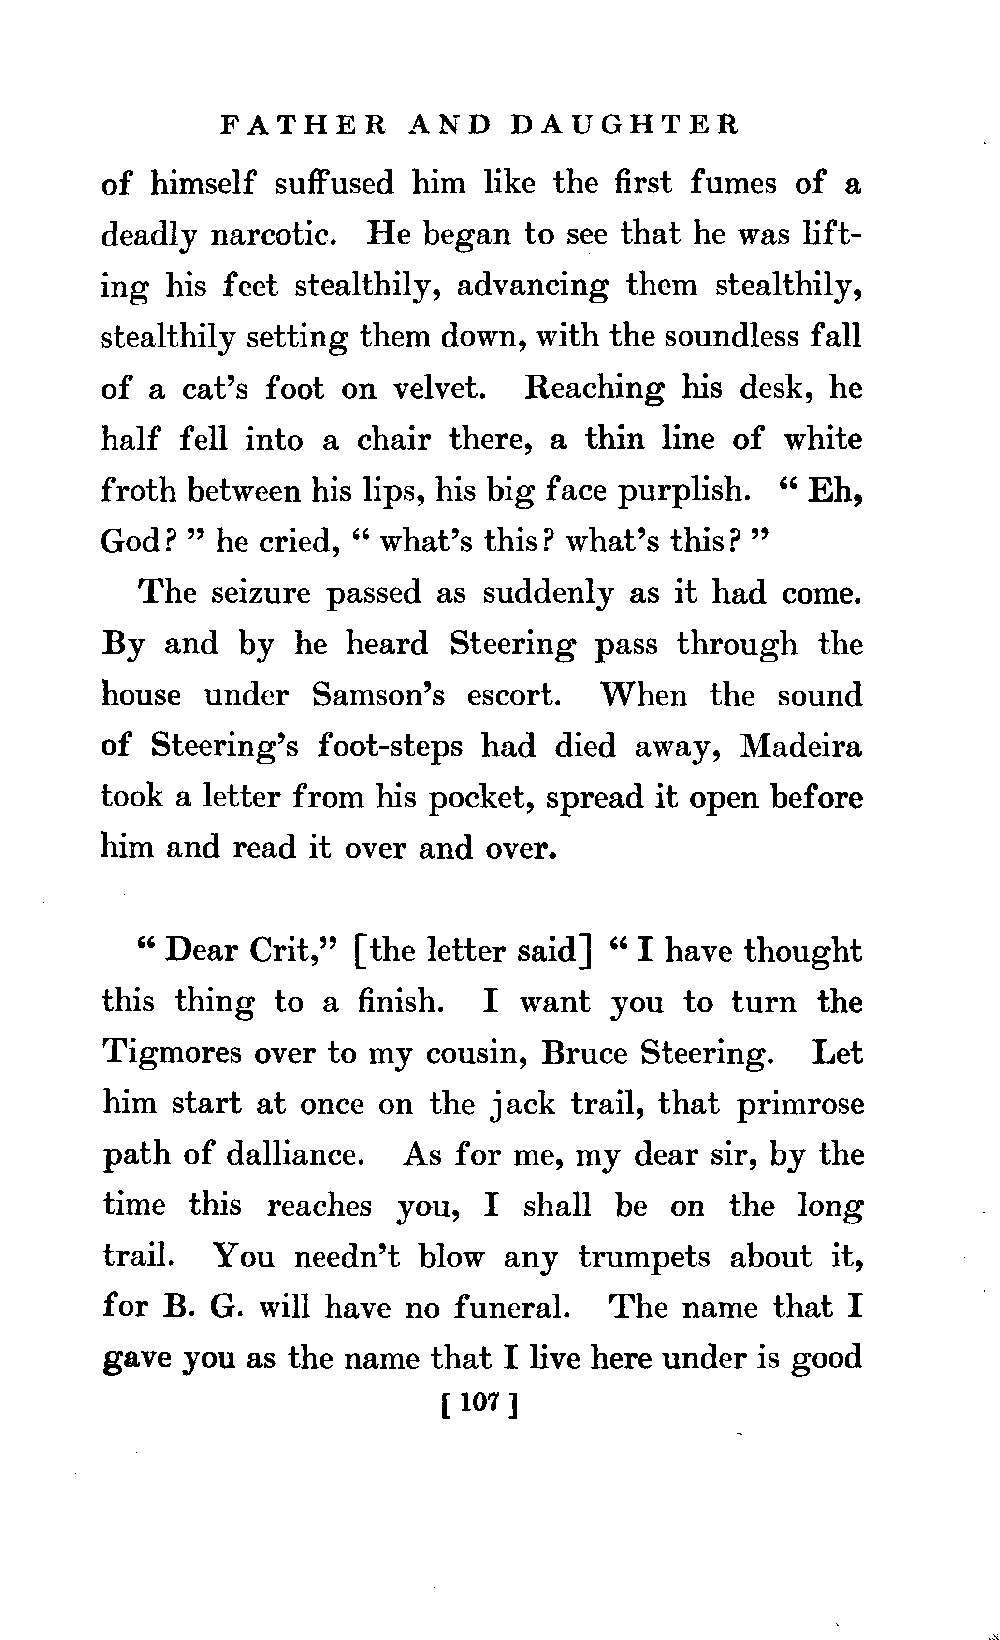 FATHER AND DAUGHTER
of himself suffused him like the first fumes of a
deadly narcotic. He began to see that he was lift-
ing his feet stealthily, advancing them stealthily,
stealthily setting them down, with the soundless fall
of a cat's foot on velvet. Reaching his desk, he
half fell into a chair there, a thin line of white
froth between his lips, his big face purplish. “ Eh,
God? ” he cried, “ what's this? what's this? ”
The seizure passed as suddenly as it had come.
By and by he heard Steering pass through the
house under Samson's escort. When the sound
of Steering's foot-steps had died away, Madeira
took a letter from his pocket, spread it open before
him and read it over and over.
“ Dear Crit,” [the letter said] “ I have thought
this thing to a finish. I want you to turn the
Tigmores over to my cousin, Bruce Steering. Let
him start at once on the jack trail, that primrose
path of dalliance. As for me, my dear sir, by the
time this reaches you, I shall be on the long
trail. You needn't blow any trumpets about it,
for B. G. will have no funeral. The name that I
gave you as the name that I live here under is good
[ 107 ]